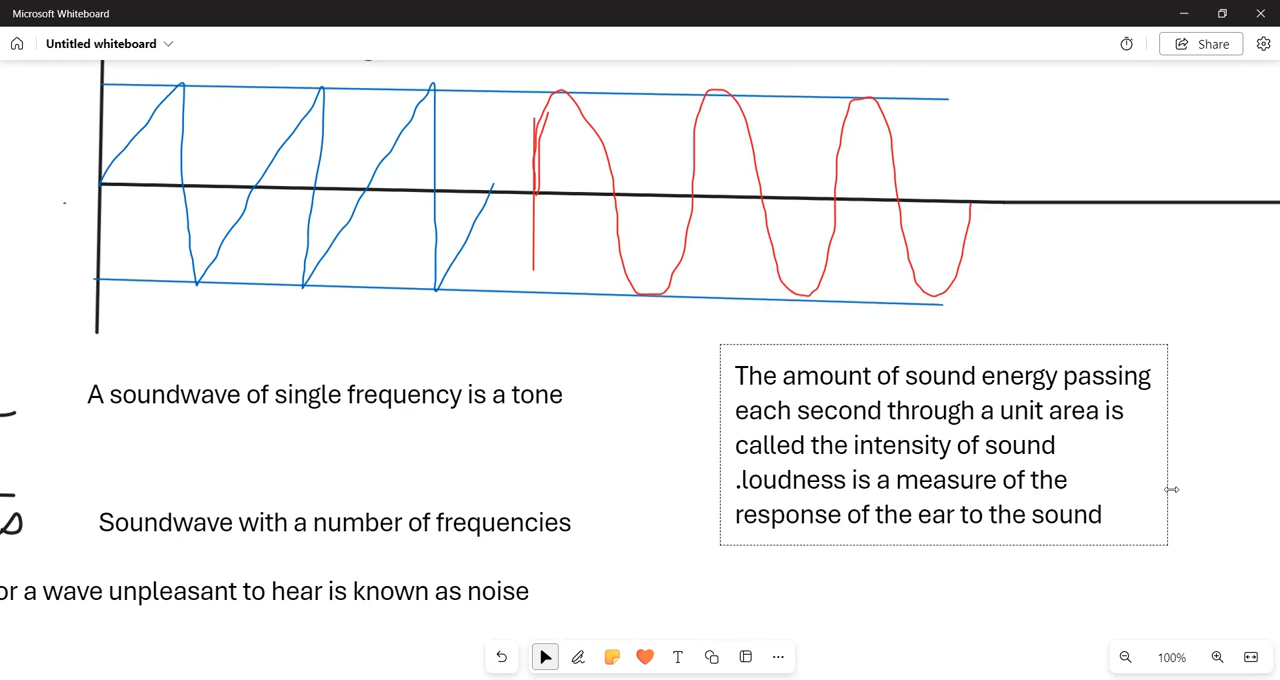 Microsoft Whiteboard
Untitled whiteboard
Share
A soundwave of single frequency is a tone
The amount of sound energy passing
each second through a unit area is
called the intensity of sound
.loudness is a measure of the
response of the ear to the sound
Soundwave with a number of frequencies
or a wave unpleasant to hear is known as noise
100%